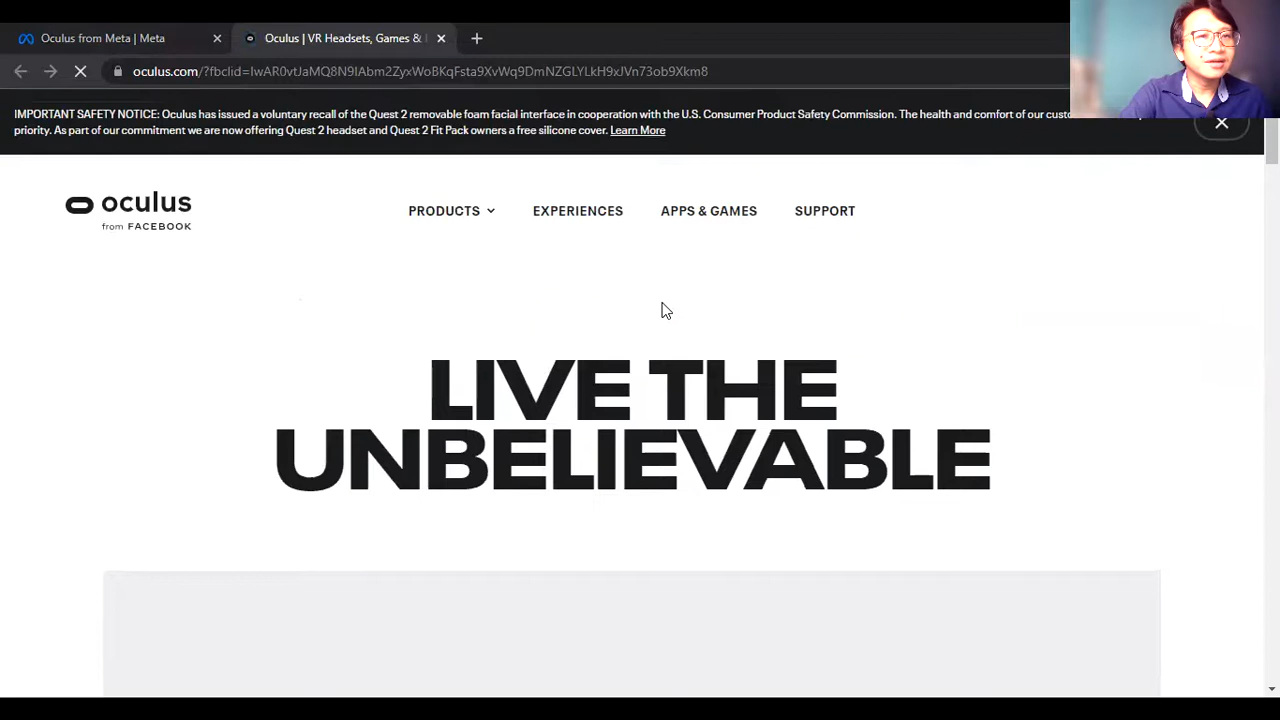 Oculus from Meta | Meta
Oculus | VR Headsets, Games &
oculus.com/?fbclid=IwAR0vtJaMQ8N9IAbm2ZyxWoBKqFsta9XvWq9DmNZGLYLkH9xJVn73ob9Xkm8
IMPORTANT SAFETY NOTICE: Oculus has issued a voluntary recall of the Quest 2 removable foam facial interface in cooperation with the U.S. Consumer Product Safety Commission. The health and comfort of our
priority. As part of our commitment we are now offering Quest 2 headset and Quest 2 Fit Pack owners a free silicone cover. Learn More
oculus
from FACEBOOK
PRODUCTS EXPERIENCES APPS & GAMES SUPPORT
LIVE THE
UNBELIEVABLE